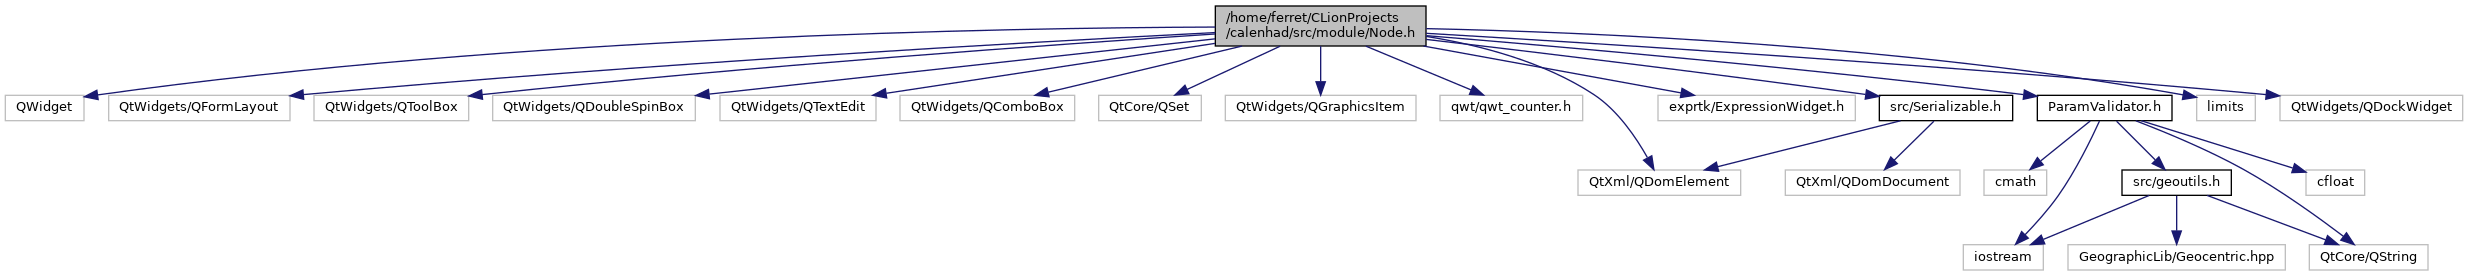 /home/ferret/CLionProjects
/calenhad/src/module/Node.h
QWidget
QtWidgets/QFormLayout
QtWidgets/QToolBox
QtWidgets/QDoubleSpinBox
QtWidgets/QTextEdit
QtWidgets/QComboBox
QtCore/QSet
QtWidgets/QGraphicsItem
qwt/qwt_counter.h
exprtk/ExpressionWidget.h
src/Serializable.h
ParamValidator.h
limits
QtWidgets/QDockWidget
QtXml/QDomElement
QtXml/QDomDocument
cmath
src/geoutils.h
cfloat
iostream
GeographicLib/Geocentric.hpp
QtCore/QString